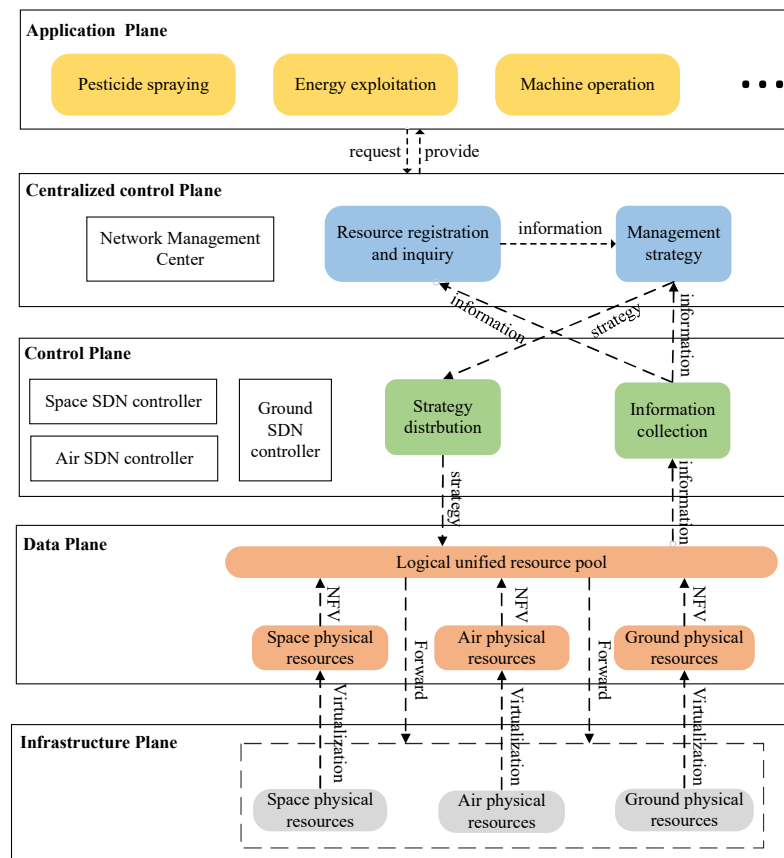 Application Plane
Pesticide spraying
Energy exploitation
Machine operation
...
request
provide
Centralized control Plane
Network Management
Center
Resource registration
and inquiry
information
Management
strategy
information
strategy
information
Control Plane
Space SDN controller
Air SDN controller
Ground
SDN
controller
Strategy
distrbution
Information
collection
strategy
information
Data Plane
Logical unified resource pool
NFV
NFV
NFV
Space physical
resources
Air physical
resources
Ground physical
resources
Forward
Forward
Virtualization
Virtualization
Virtualization
Infrastructure Plane
Space physical
resources
Air physical
resources
Ground physical
resources